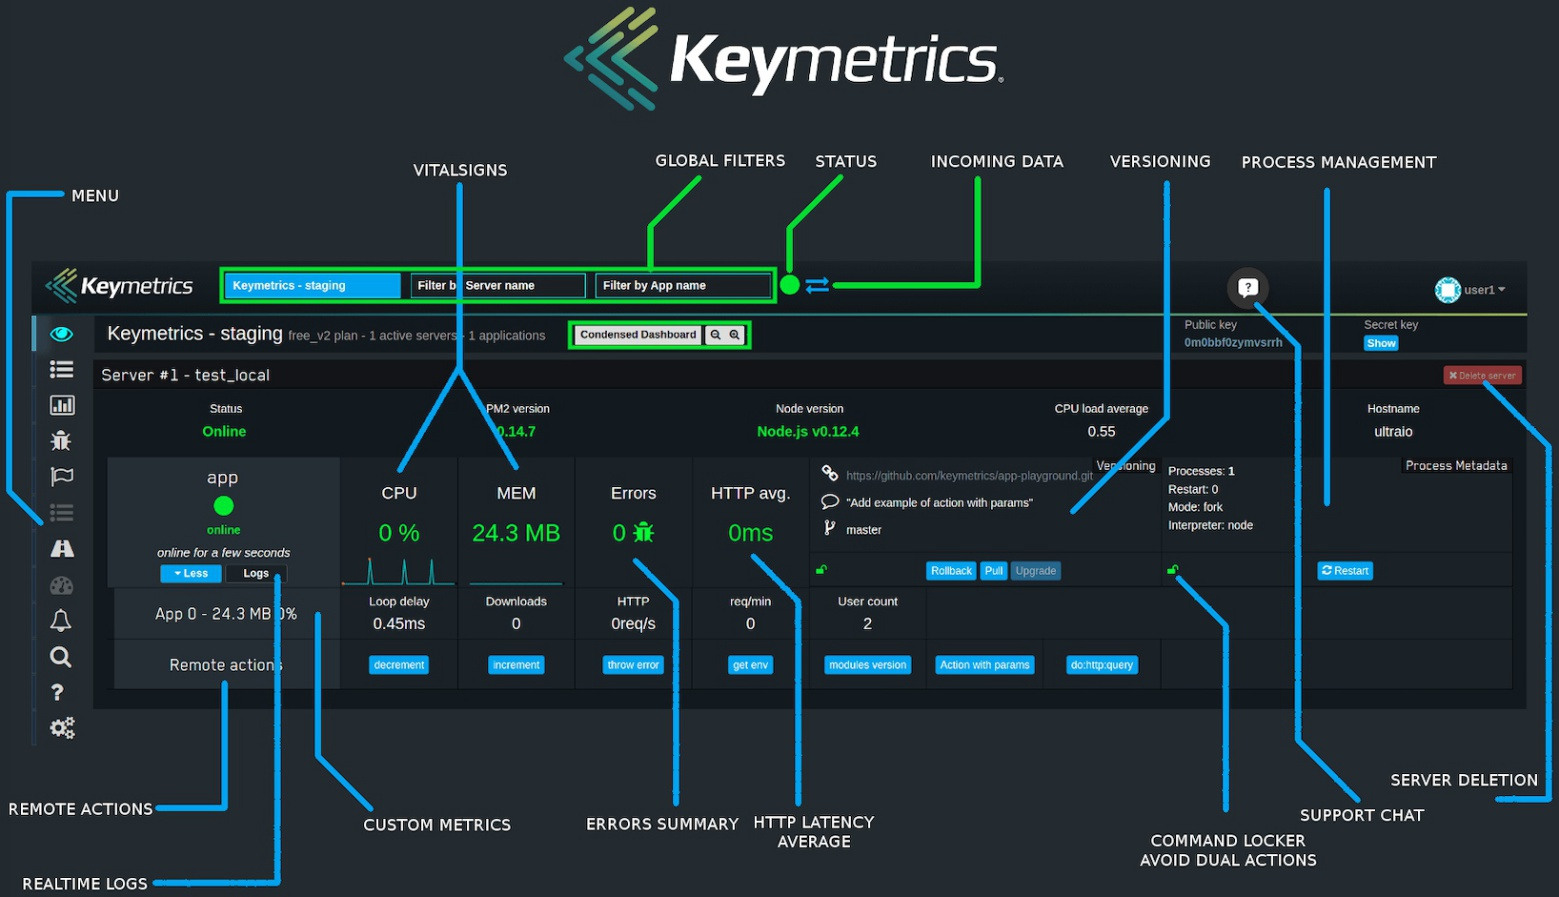 Keymetrics
VITALSIGNS
GLOBAL FILTERS
STATUS
INCOMING DATA
VERSIONING
PROCESS MANAGEMENT
MENU
Keymetrics
Keymetrics - staging
Filter by Server name
Filter by App name
?
user1
Keymetrics - staging free_v2 plan - 1 active servers - 1 applications
Condensed Dashboard
Public key
0m0bbf0zymvsrrh
Secret key
Show
Server #1 - test_local
Delete server
Status
Online
PM2 version
0.14.7
Node version
Node.js v0.12.4
CPU load average
0.55
Hostname
ultraio
app
online
online for a few seconds
Less
Logs
CPU
0 %
MEM
24.3 MB
Errors
0
HTTP avg.
0ms
Versioning
https://github.com/keymetrics/app-playground.git
"Add example of action with params"
master
Rollback
Pull
Upgrade
Process Metadata
Processes: 1
Restart: 0
Mode: fork
Interpreter: node
Restart
App 0 - 24.3 MB 0%
Loop delay
0.45ms
Downloads
0
HTTP
0req/s
req/min
0
User count
2
Remote actions
decrement
increment
throw error
get env
modules version
Action with params
do:http:query
?
REMOTE ACTIONS
CUSTOM METRICS
ERRORS SUMMARY
HTTP LATENCY
AVERAGE
COMMAND LOCKER
AVOID DUAL ACTIONS
SUPPORT CHAT
SERVER DELETION
REALTIME LOGS